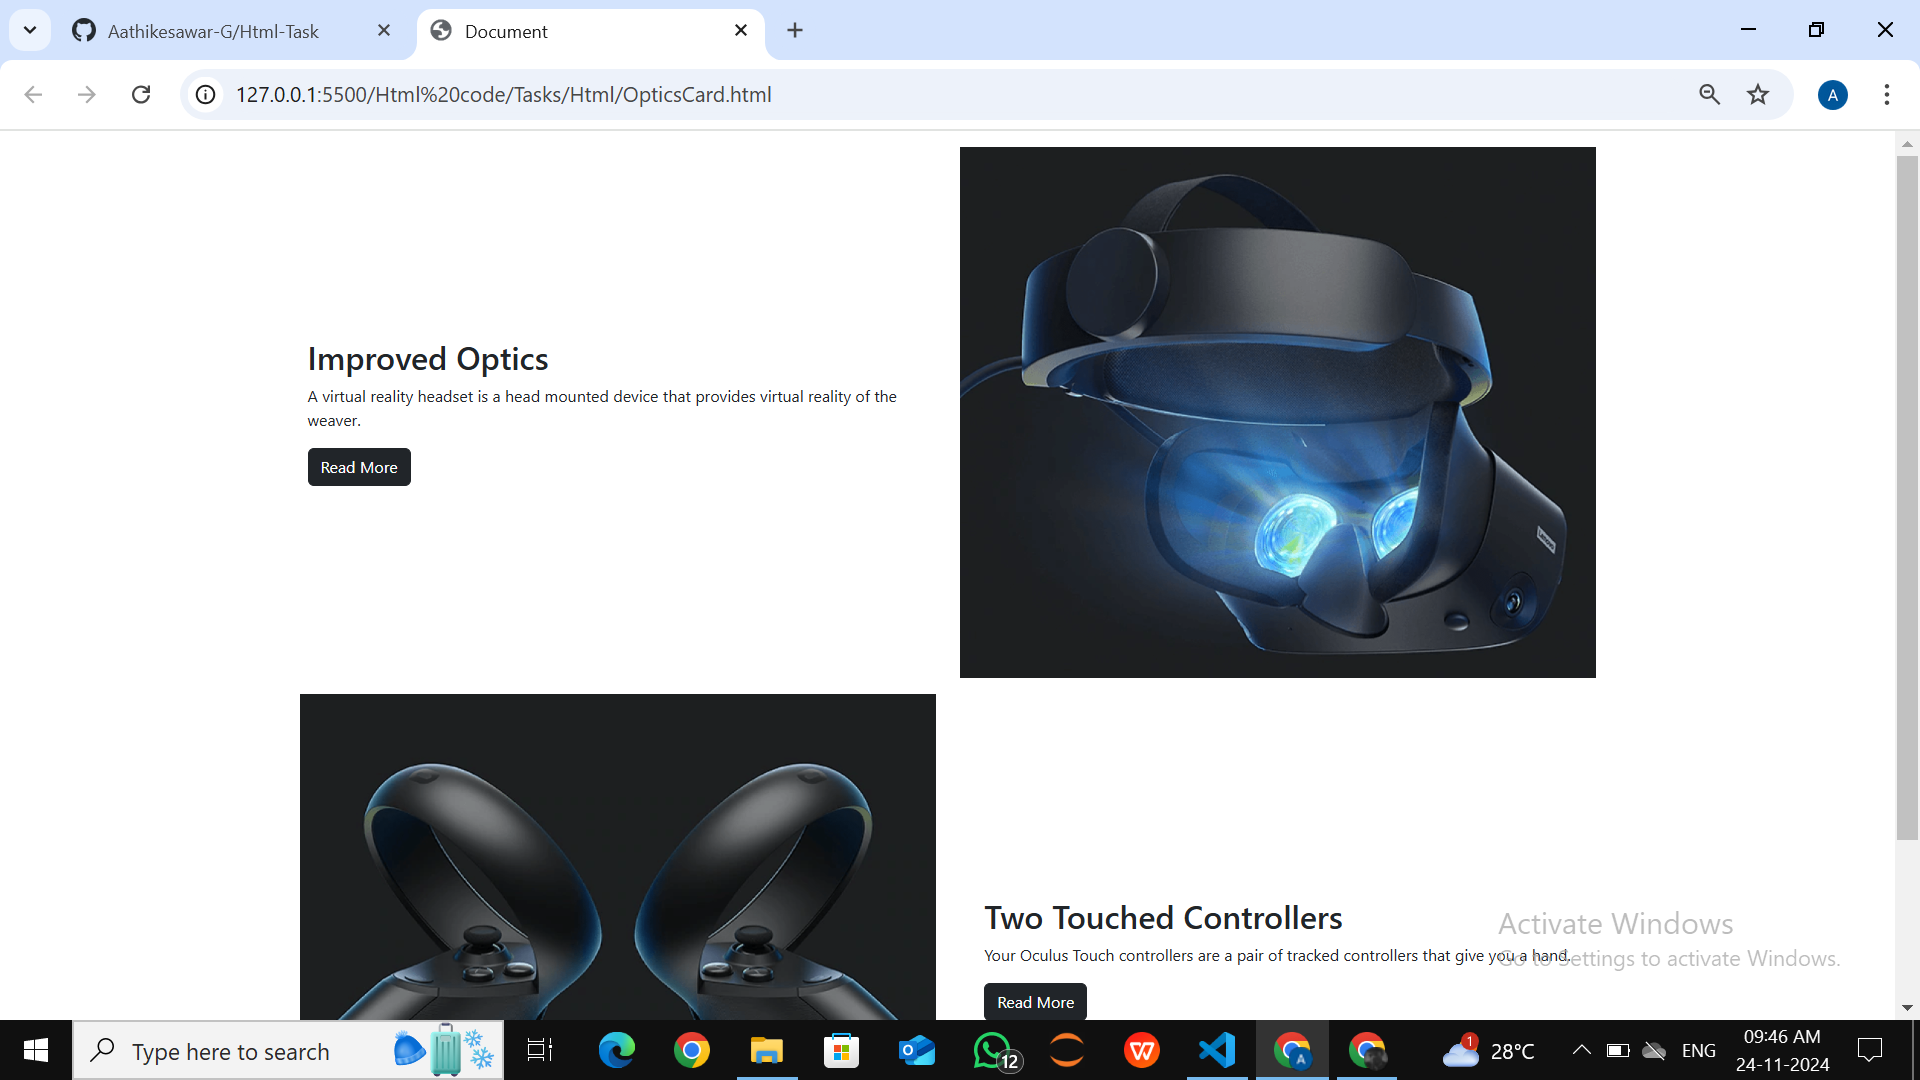 Aathikesawar-G/Html-Task
Document
127.0.0.1:5500/Html%20code/Tasks/Html/OpticsCard.html
A
Improved Optics
A virtual reality headset is a head mounted device that provides virtual reality of the
weaver.
Read More
Lenovo
Two Touched Controllers
Your Oculus Touch controllers are a pair of tracked controllers that give you a hand.
Read More
Activate Windows
Go to Settings to activate Windows.
Type here to search
12
A
1
28°C
ENG
09:46 AM
24-11-2024